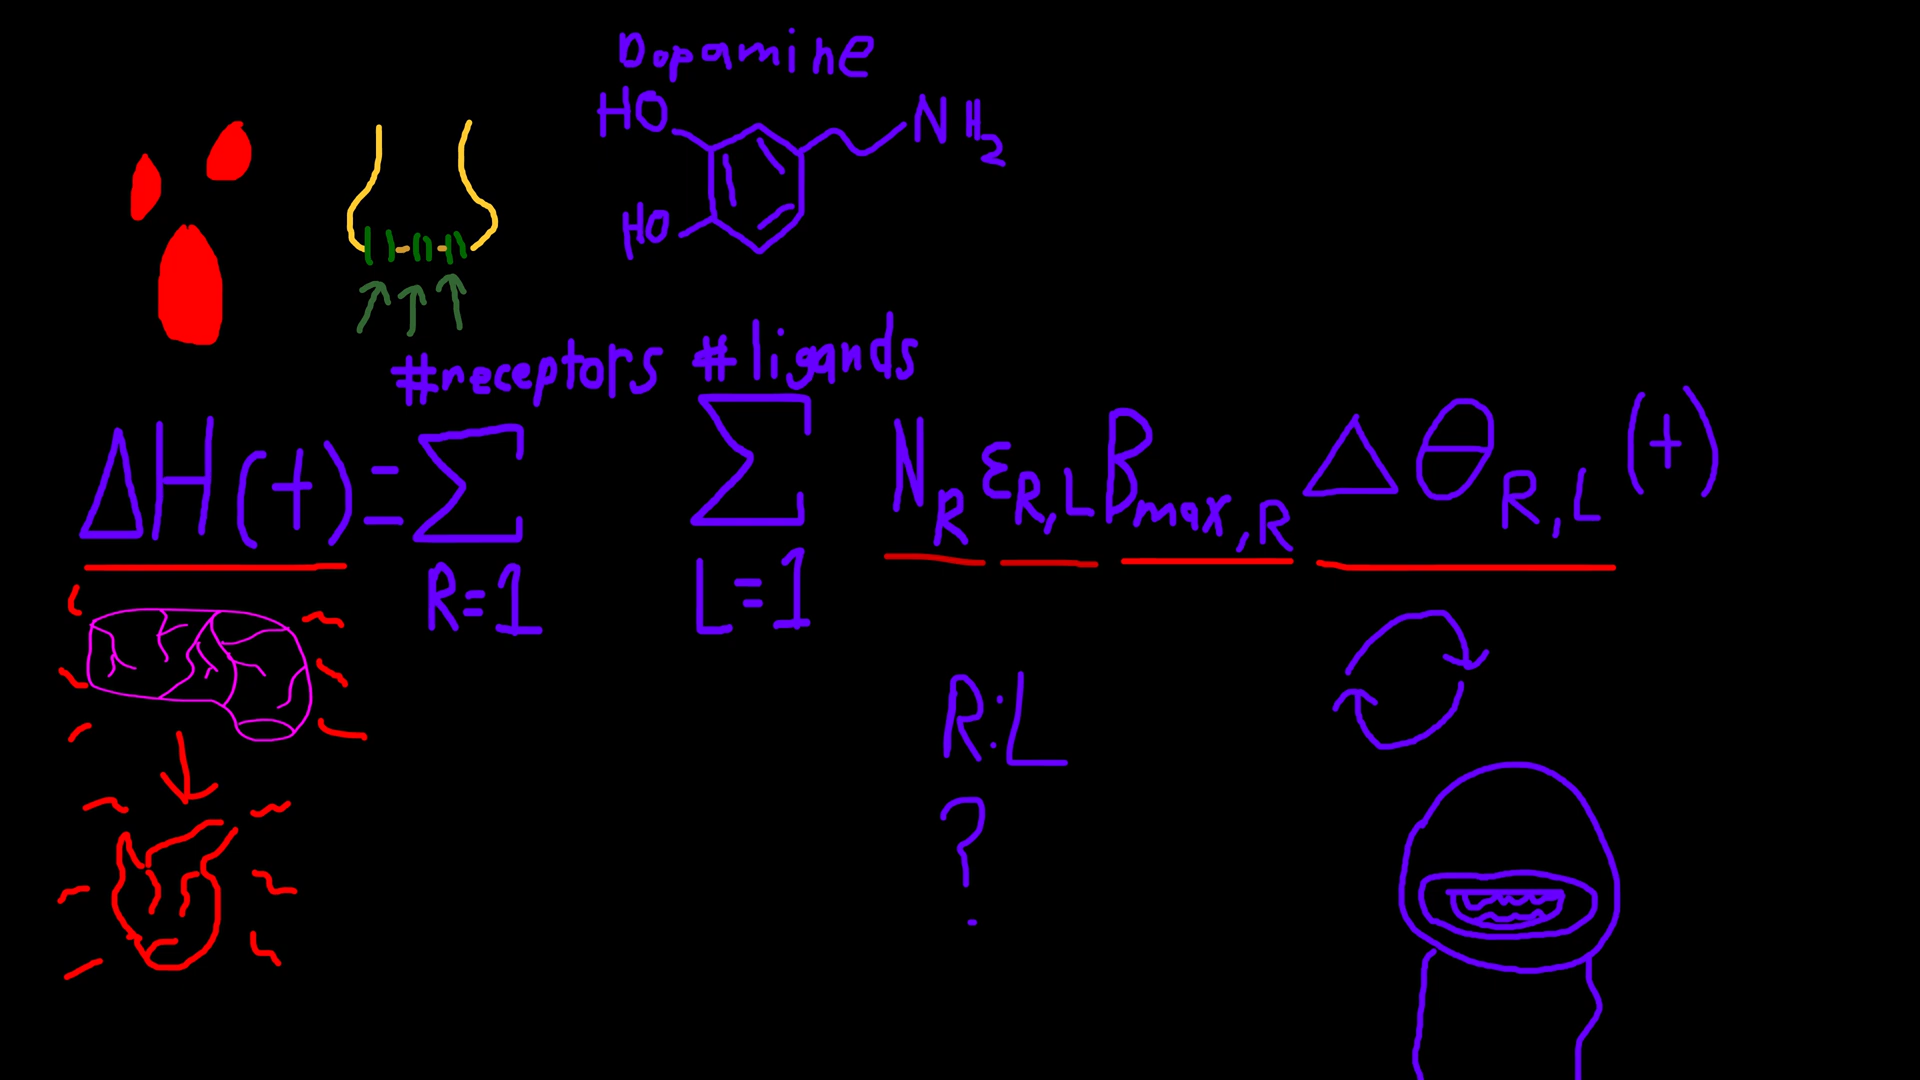 Dopamine
HO
NH₂
HO
#receptors #ligands
ΔH(t)=Σ Σ N_R ε_R,L B_max,R Δθ_R,L (t)
R=1 L=1
R:L
?